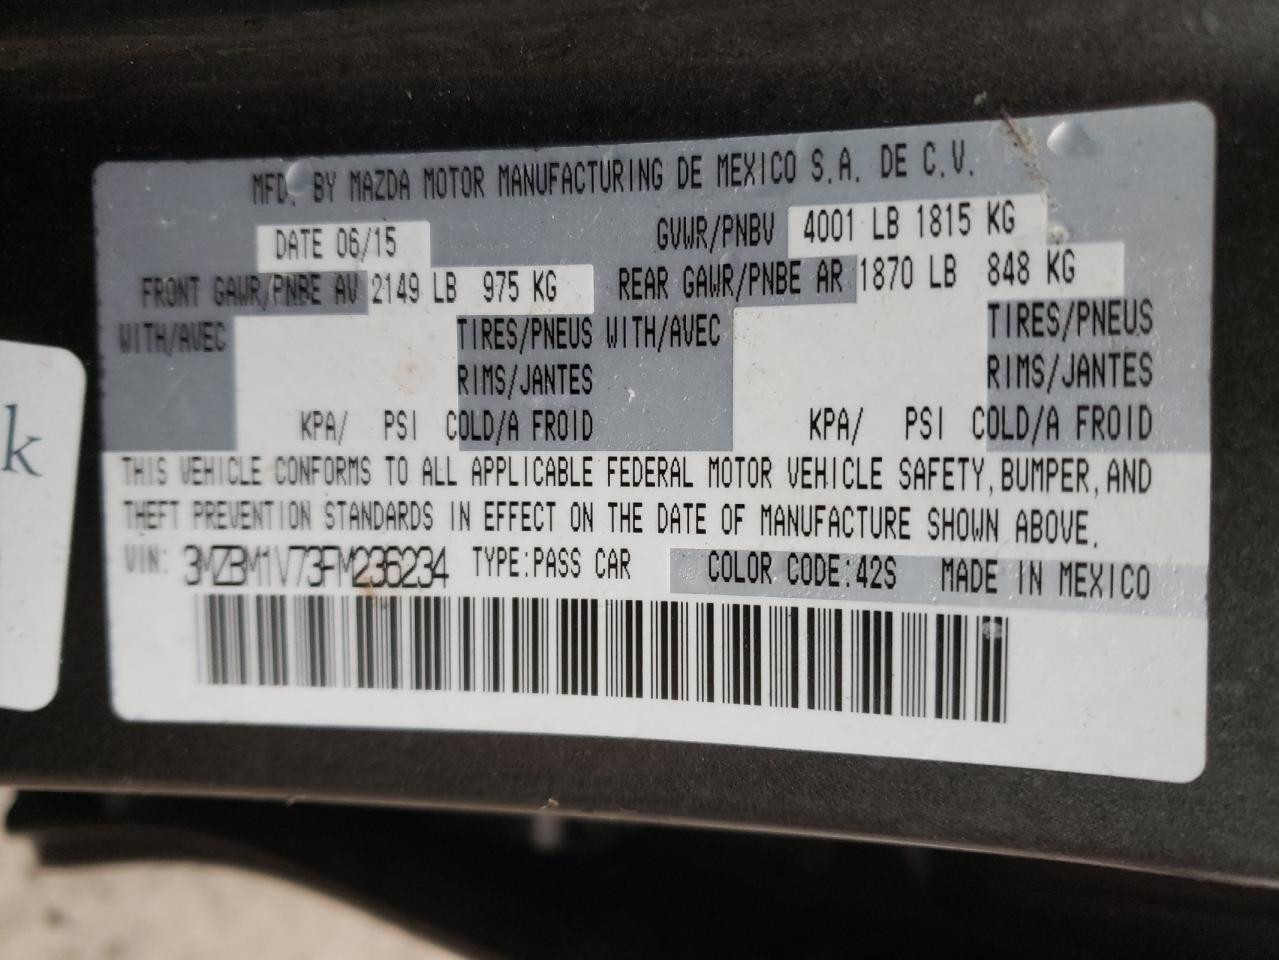 MFD. BY MAZDA MOTOR MANUFACTURING DE MEXICO S.A. DE C.V.
DATE 06/15 GVWR/PNBV 4001 LB 1815 KG
FRONT GAWR/PNBE AV 2149 LB 975 KG REAR GAWR/PNBE AR 1870 LB 848 KG
WITH/AVEC TIRES/PNEUS WITH/AVEC TIRES/PNEUS
RIMS/JANTES RIMS/JANTES
KPA/ PSI COLD/A FROID KPA/ PSI COLD/A FROID
THIS VEHICLE CONFORMS TO ALL APPLICABLE FEDERAL MOTOR VEHICLE SAFETY, BUMPER, AND
THEFT PREVENTION STANDARDS IN EFFECT ON THE DATE OF MANUFACTURE SHOWN ABOVE.
VIN: 3MZBM1V73FM236234 TYPE:PASS CAR COLOR CODE:42S MADE IN MEXICO
k